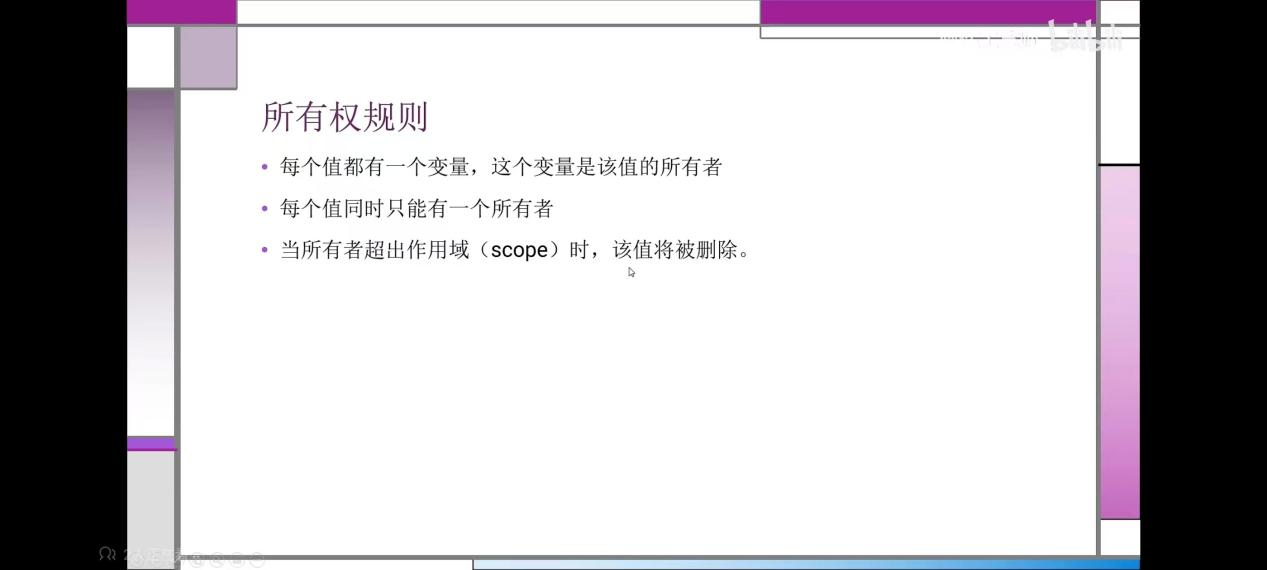 bilibili
所有权规则
每个值都有一个变量，这个变量是该值的所有者
每个值同时只能有一个所有者
当所有者超出作用域（scope）时，该值将被删除。